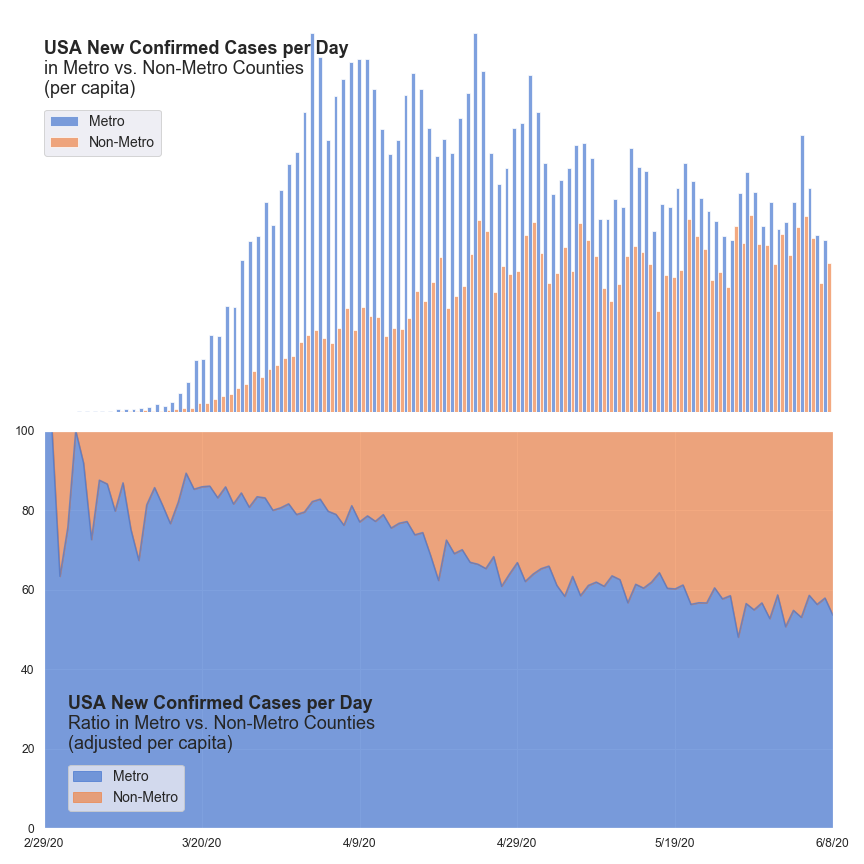 USA New Confirmed Cases per Day
in Metro vs. Non-Metro Counties
(per capita)
Metro
Non-Metro
100
80
60
40
20
0
USA New Confirmed Cases per Day
Ratio in Metro vs. Non-Metro Counties
(adjusted per capita)
Metro
Non-Metro
2/29/20 3/20/20 4/9/20 4/29/20 5/19/20 6/8/20